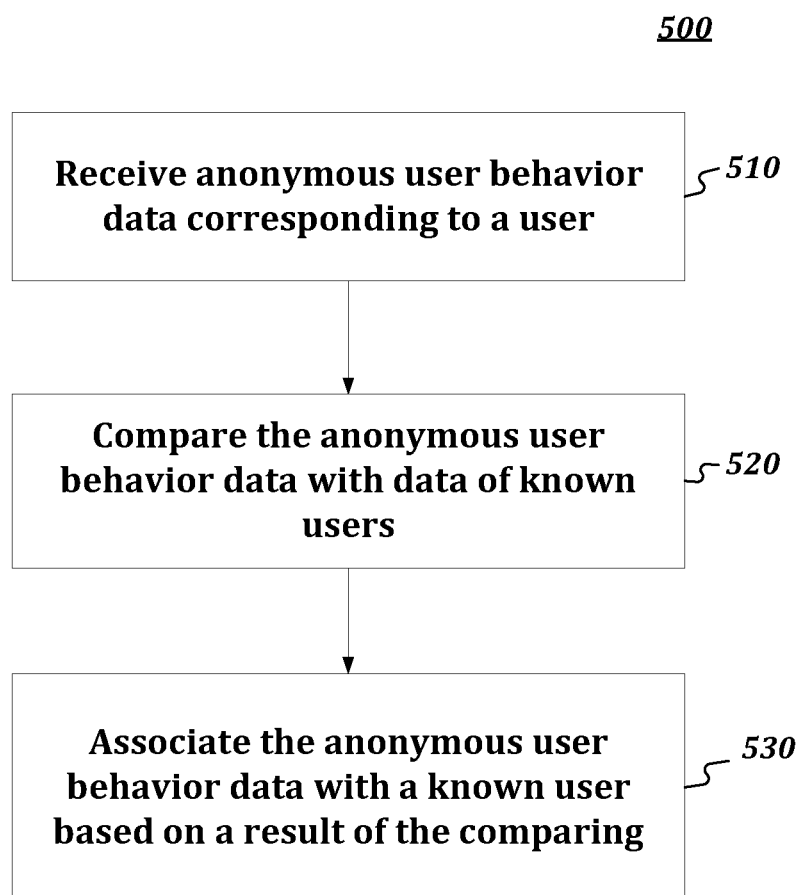 500
Receive anonymous user behavior
data corresponding to a user
510
Compare the anonymous user
behavior data with data of known
users
520
Associate the anonymous user
behavior data with a known user
based on a result of the comparing
530